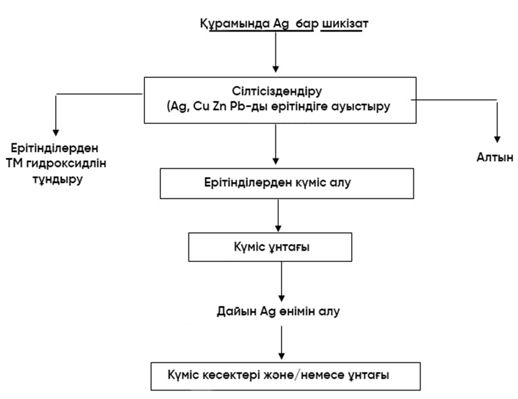 Құрамында Ag бар шикізат
Сілтісіздендіру
(Ag, Cu Zn Pb-ды ерітіндіге ауыстыру
Ерітінділерден
ТМ гидроксидлін
тұндыру
Алтын
Ерітінділерден күміс алу
Күміс ұнтағы
Дайын Ag өнімін алу
Күміс кесектері және/немесе ұнтағы